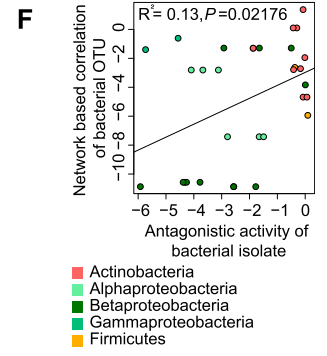 F
R²= 0.13, P=0.02176
Network based correlation
of bacterial OTU
0
−2
−4
−6
−8
−10
−6 −5 −4 −3 −2 −1 0
Antagonistic activity of
bacterial isolate
Actinobacteria
Alphaproteobacteria
Betaproteobacteria
Gammaproteobacteria
Firmicutes